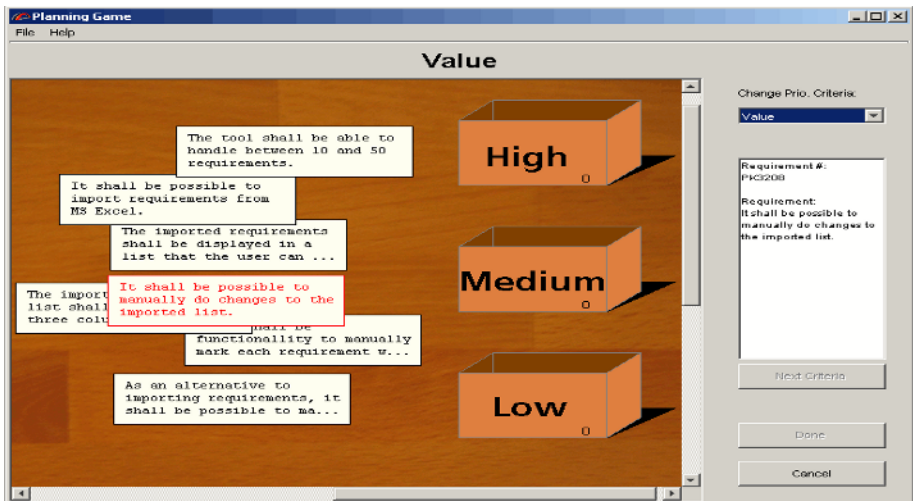 Planning Game
File Help
Value
The tool shall be able to
handle between 10 and 50
requirements.
It shall be possible to
import requirements from
MS Excel.
The imported requirements
shall be displayed in a
list that the user can ...
The import
list shall
three colu
It shall be possible to
manually do changes to the
imported list.
shall be
functionallity to manually
mark each requirement w...
As an alternative to
importing requirements, it
shall be possible to ma...
High
0
Medium
0
Low
0
Change Prio. Criteria:
Value
Requirement #:
PK3208
Requirement:
It shall be possible to
manually do changes to
the imported list.
Next Criteria
Done
Cancel